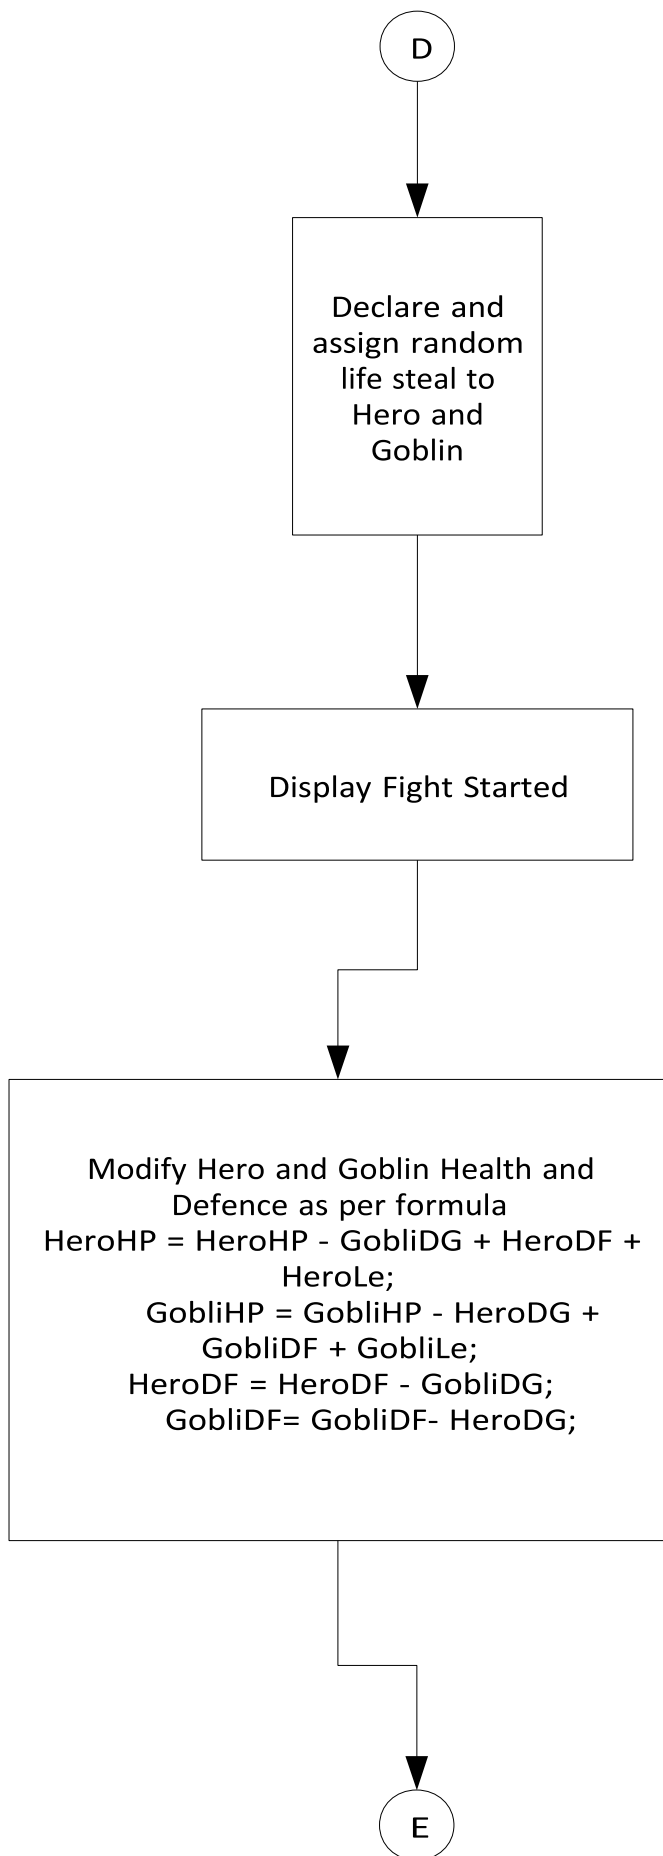 D
Declare and
assign random
life steal to
Hero and
Goblin
Display Fight Started
Modify Hero and Goblin Health and
Defence as per formula
HeroHP = HeroHP - GobliDG + HeroDF +
HeroLe;
GobliHP = GobliHP - HeroDG +
GobliDF + GobliLe;
HeroDF = HeroDF - GobliDG;
GobliDF= GobliDF- HeroDG;
E